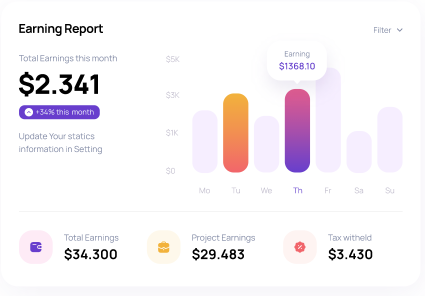 Earning Report
Filter
Total Earnings this month
$2.341
+34% this month
Update Your statics
information in Setting
Earning
$1368.10
$5K
$3K
$1K
$0
Mo Tu We Th Fr Sa Su
Total Earnings
$34.300
Project Earnings
$29.483
Tax witheld
$3.430